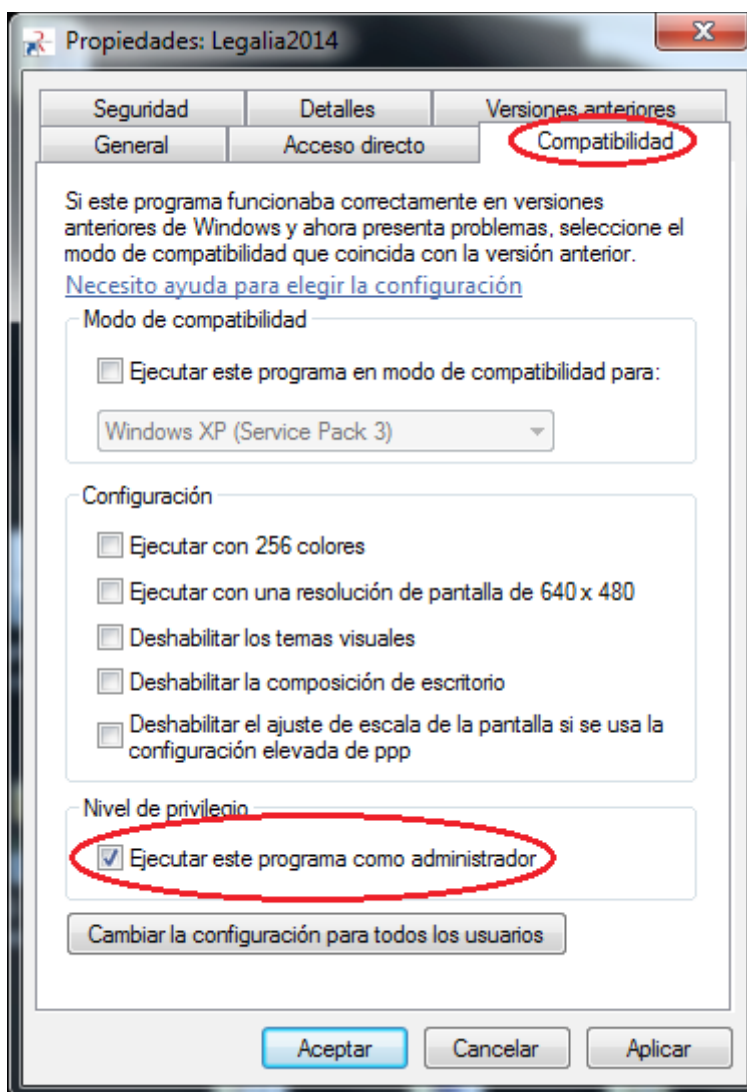 Propiedades: Legalia2014
Seguridad
Detalles
Versiones anteriores
General
Acceso directo
Compatibilidad
Si este programa funcionaba correctamente en versiones
anteriores de Windows y ahora presenta problemas, seleccione el
modo de compatibilidad que coincida con la versión anterior.
Necesito ayuda para elegir la configuración
Modo de compatibilidad
Ejecutar este programa en modo de compatibilidad para:
Windows XP (Service Pack 3)
Configuración
Ejecutar con 256 colores
Ejecutar con una resolución de pantalla de 640 x 480
Deshabilitar los temas visuales
Deshabilitar la composición de escritorio
Deshabilitar el ajuste de escala de la pantalla si se usa la
configuración elevada de ppp
Nivel de privilegio
Ejecutar este programa como administrador
Cambiar la configuración para todos los usuarios
Aceptar
Cancelar
Aplicar